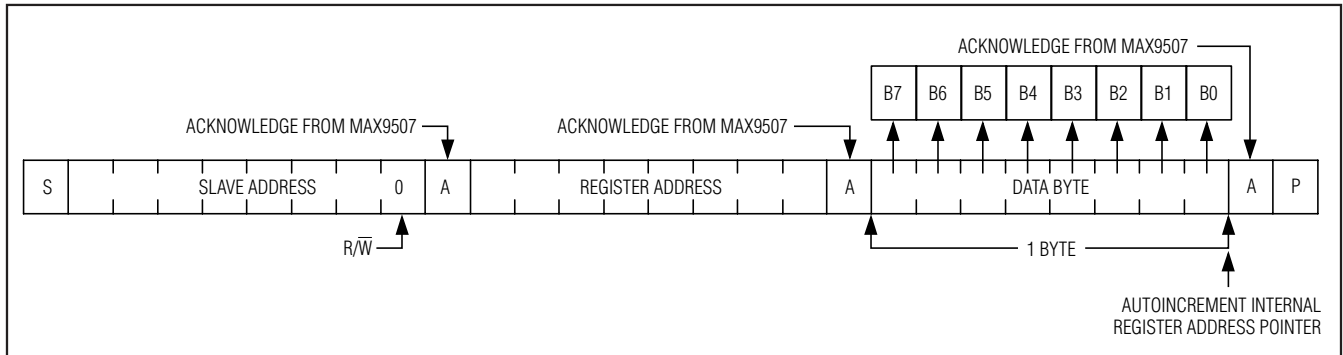 ACKNOWLEDGE FROM MAX9507
B7 B6 B5 B4 B3 B2 B1 B0
ACKNOWLEDGE FROM MAX9507 ACKNOWLEDGE FROM MAX9507
S SLAVE ADDRESS 0 A REGISTER ADDRESS A DATA BYTE A P
R/W̅ 1 BYTE
AUTOINCREMENT INTERNAL
REGISTER ADDRESS POINTER